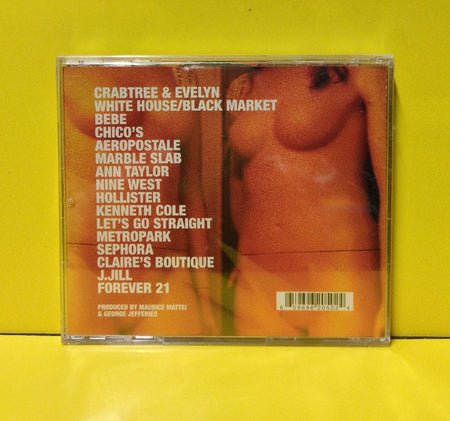 CRABTREE & EVELYN
WHITE HOUSE/BLACK MARKET
BEBE
CHICO'S
AEROPOSTALE
MARBLE SLAB
ANN TAYLOR
NINE WEST
HOLLISTER
KENNETH COLE
LET'S GO STRAIGHT
METROPARK
SEPHORA
CLAIRE'S BOUTIQUE
J.JILL
FOREVER 21
PRODUCED BY MAURICE MATTEI
& GEORGE JEFFERIES